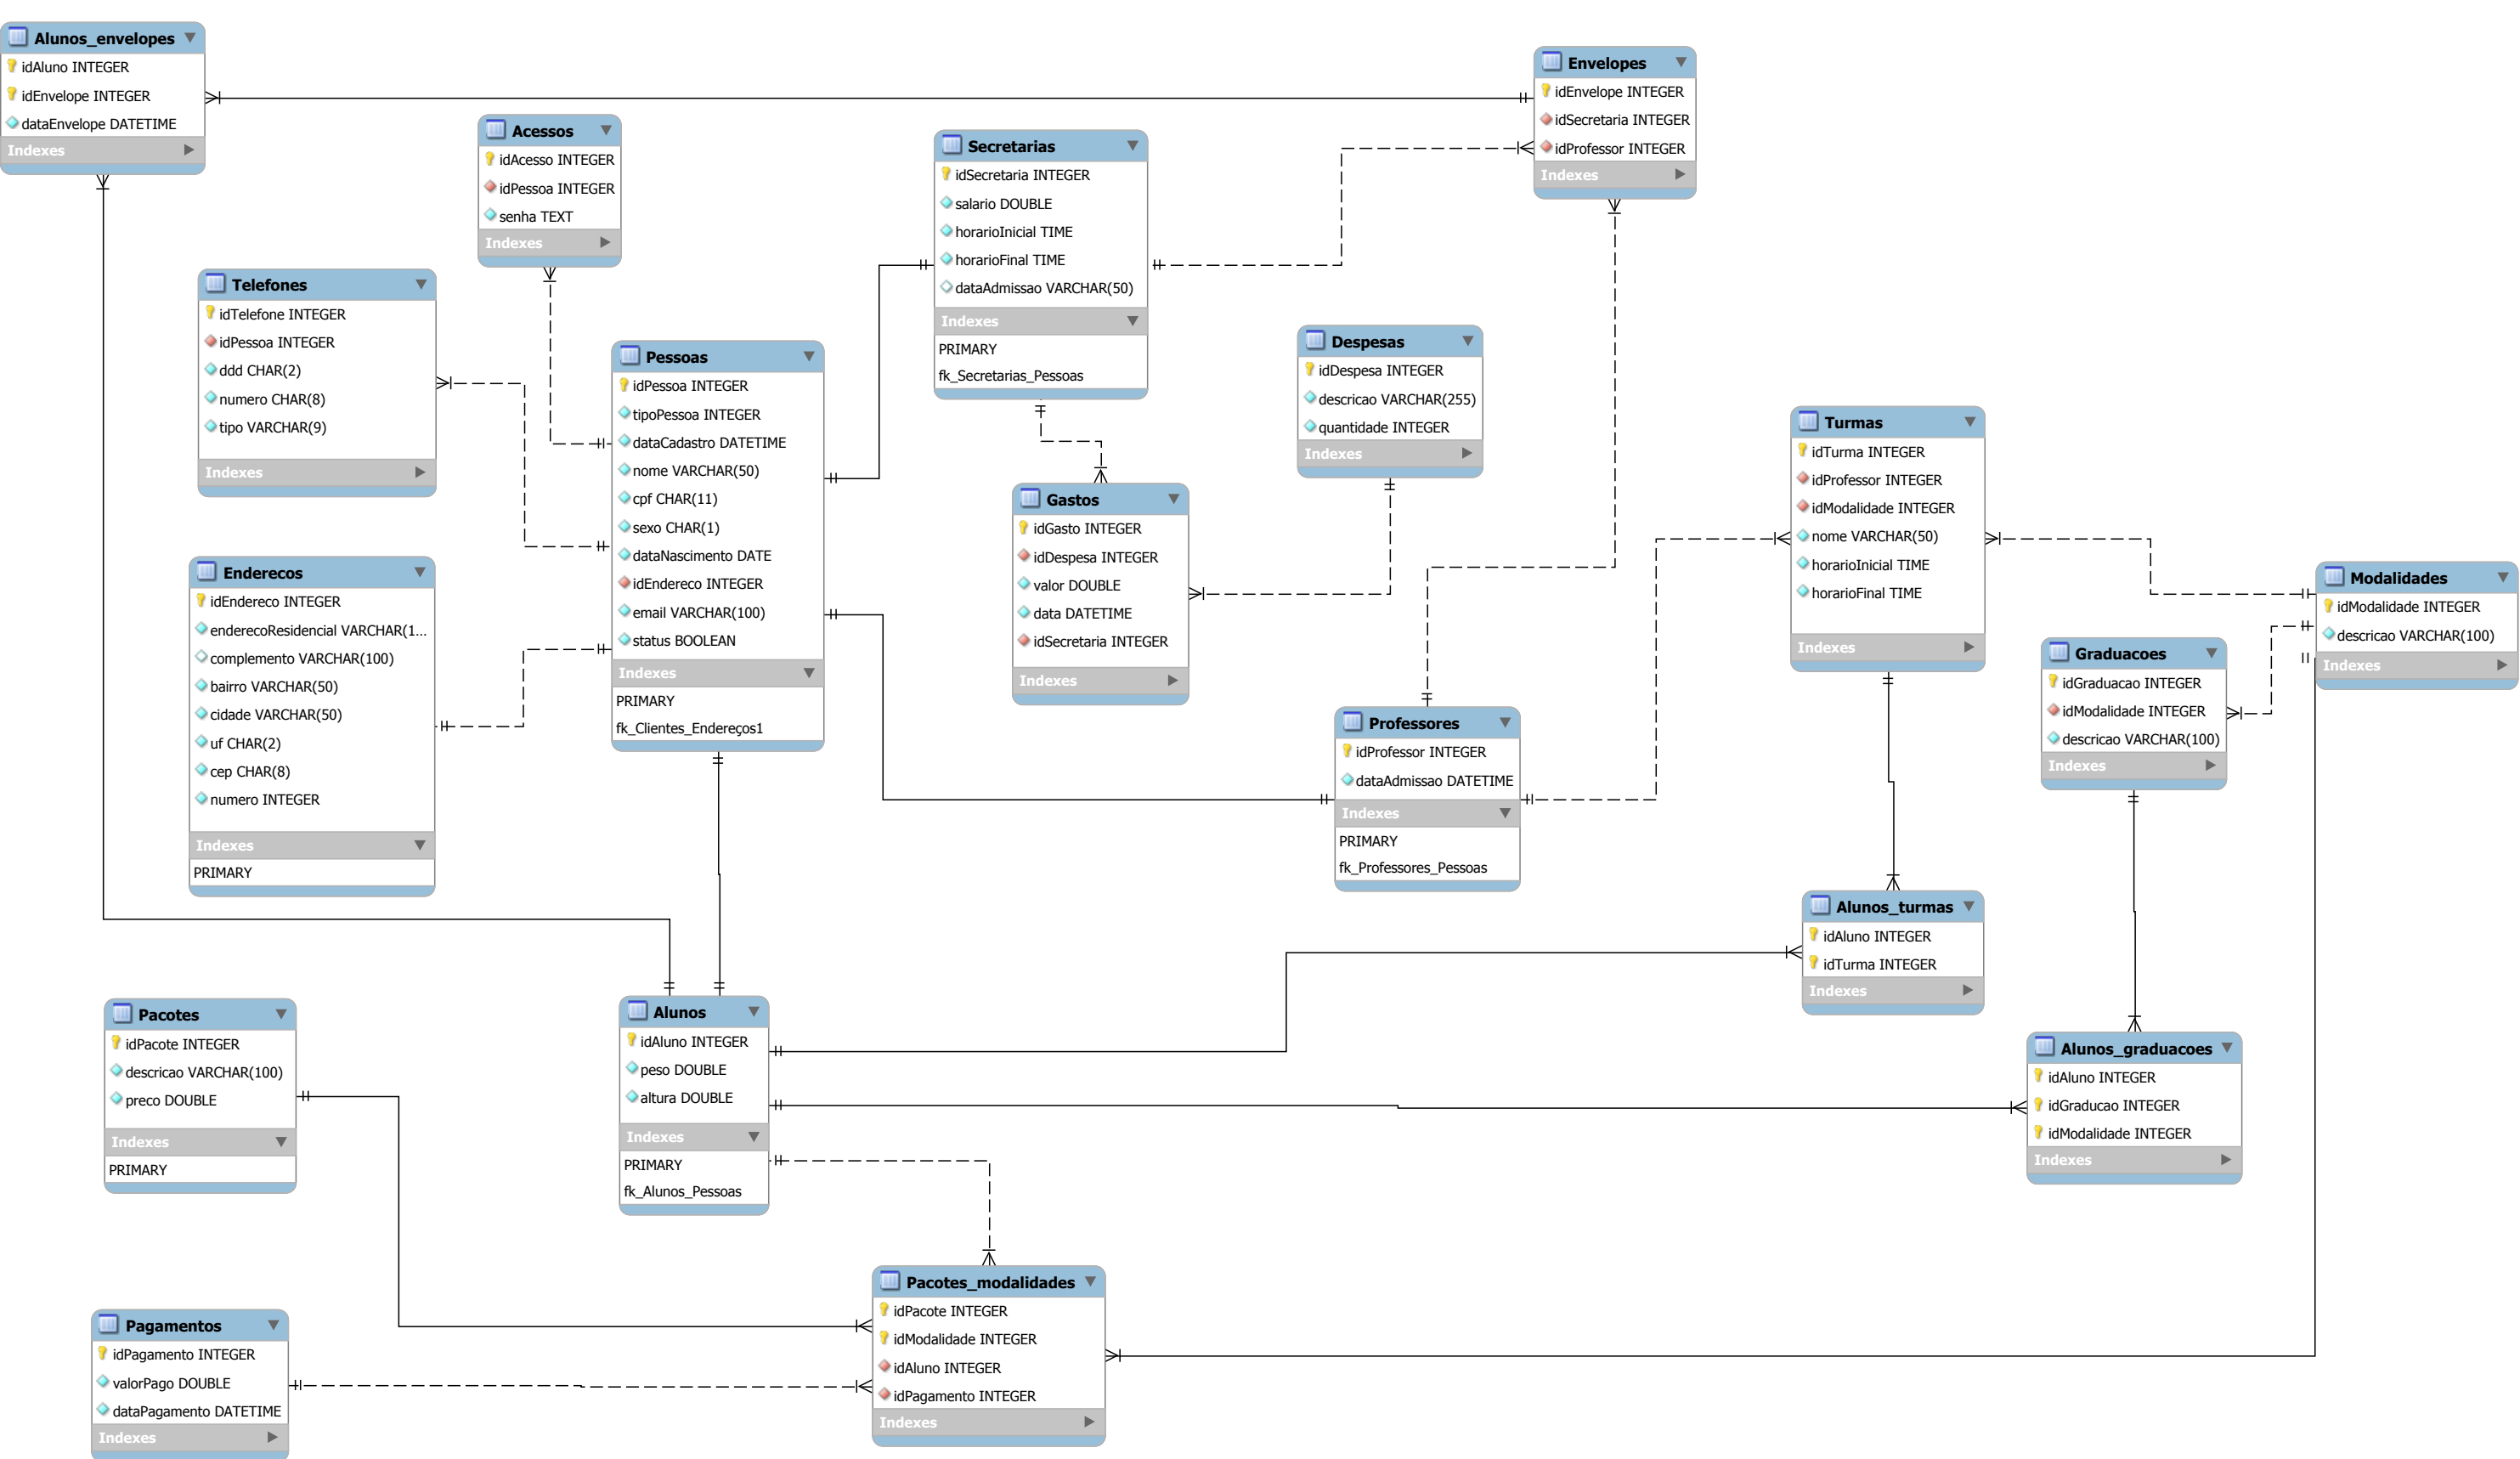 Alunos_envelopes
idAluno INTEGER
idEnvelope INTEGER
dataEnvelope DATETIME
Indexes
Envelopes
idEnvelope INTEGER
idSecretaria INTEGER
idProfessor INTEGER
Indexes
Acessos
idAcesso INTEGER
idPessoa INTEGER
senha TEXT
Indexes
Secretarias
idSecretaria INTEGER
salario DOUBLE
horarioInicial TIME
horarioFinal TIME
dataAdmissao VARCHAR(50)
Indexes
PRIMARY
fk_Secretarias_Pessoas
Telefones
idTelefone INTEGER
idPessoa INTEGER
ddd CHAR(2)
numero CHAR(8)
tipo VARCHAR(9)
Indexes
Pessoas
idPessoa INTEGER
tipoPessoa INTEGER
dataCadastro DATETIME
nome VARCHAR(50)
cpf CHAR(11)
sexo CHAR(1)
dataNascimento DATE
idEndereco INTEGER
email VARCHAR(100)
status BOOLEAN
Indexes
PRIMARY
fk_Clientes_Endereços1
Despesas
idDespesa INTEGER
descricao VARCHAR(255)
quantidade INTEGER
Indexes
Turmas
idTurma INTEGER
idProfessor INTEGER
idModalidade INTEGER
nome VARCHAR(50)
horarioInicial TIME
horarioFinal TIME
Indexes
Gastos
idGasto INTEGER
idDespesa INTEGER
valor DOUBLE
data DATETIME
idSecretaria INTEGER
Indexes
Enderecos
idEndereco INTEGER
enderecoResidencial VARCHAR(1...
complemento VARCHAR(100)
bairro VARCHAR(50)
cidade VARCHAR(50)
uf CHAR(2)
cep CHAR(8)
numero INTEGER
Indexes
PRIMARY
Modalidades
idModalidade INTEGER
descricao VARCHAR(100)
Indexes
Graduacoes
idGraduacao INTEGER
idModalidade INTEGER
descricao VARCHAR(100)
Indexes
Professores
idProfessor INTEGER
dataAdmissao DATETIME
Indexes
PRIMARY
fk_Professores_Pessoas
Alunos_turmas
idAluno INTEGER
idTurma INTEGER
Indexes
Pacotes
idPacote INTEGER
descricao VARCHAR(100)
preco DOUBLE
Indexes
PRIMARY
Alunos
idAluno INTEGER
peso DOUBLE
altura DOUBLE
Indexes
PRIMARY
fk_Alunos_Pessoas
Alunos_graduacoes
idAluno INTEGER
idGraducao INTEGER
idModalidade INTEGER
Indexes
Pacotes_modalidades
idPacote INTEGER
idModalidade INTEGER
idAluno INTEGER
idPagamento INTEGER
Indexes
Pagamentos
idPagamento INTEGER
valorPago DOUBLE
dataPagamento DATETIME
Indexes